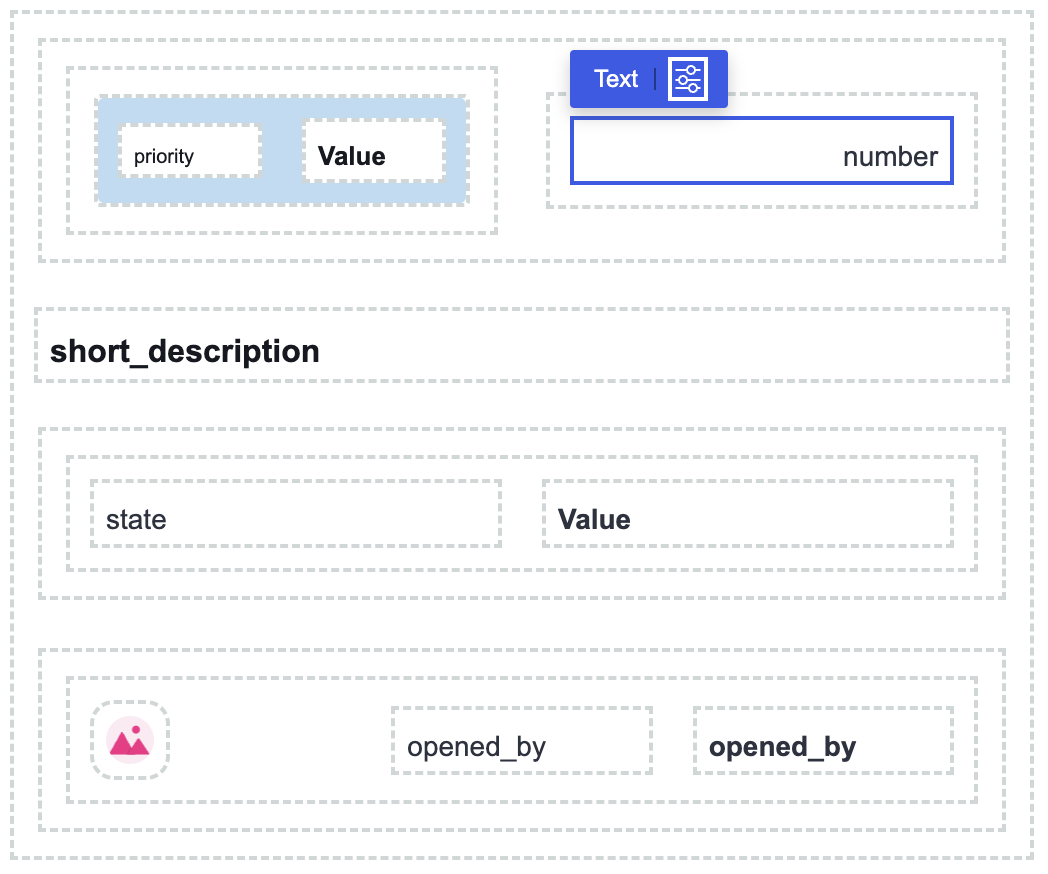 Text
priority Value number
short_description
state Value
opened_by opened_by